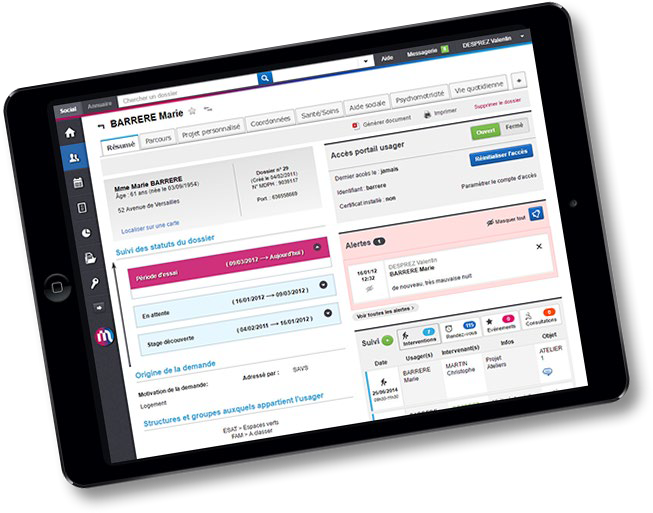 Social
Annuaire
Chercher un dossier
Aide
Messagerie
DESPREZ Valentin
BARRERE Marie
Résumé
Parcours
Projet personnalisé
Coordonnées
Santé/Soins
Aide sociale
Psychomotricité
Vie quotidienne
+
Générer document
Imprimer
Supprimer le dossier
Mme Marie BARRERE
Age : 61 ans (née le 03/09/1954)
52 Avenue de Versailles
Localiser sur une carte
Dossier n° 29
(Créé le 04/02/2011)
N° MDPH : 9039117
Port. : 636558669
Accès portail usager
Ouvert
Fermé
Dernier accès le : jamais
Réinitialiser l'accès
Identifiant : barrere
Certificat installé : non
Paramétrer le compte d'accès
Suivi des statuts du dossier
Période d'essai
( 09/03/2012 → Aujourd'hui )
En attente
( 16/01/2012 → 09/03/2012 )
Stage découverte
( 04/02/2011 → 16/01/2012 )
Alertes 1
Masquer tout
16/01/12
12:32
DESPREZ Valentin
BARRERE Marie
de nouveau, très mauvaise nuit
Voir toutes les alertes >
Origine de la demande
Motivation de la demande:
Adressé par :
SAVS
Logement
Structures et groupes auxquels appartient l'usager
ESAT > Espaces verts
FAM > A classer
Suivi
7
Interventions
115
Rendez-vous
0
Evènements
0
Consultations
Date
Usager(s)
Intervenant(s)
Infos
Objet
25/06/2014
BARRERE
Marie
MARTIN
Christophe
Projet
Ateliers
ATELIER
1
m